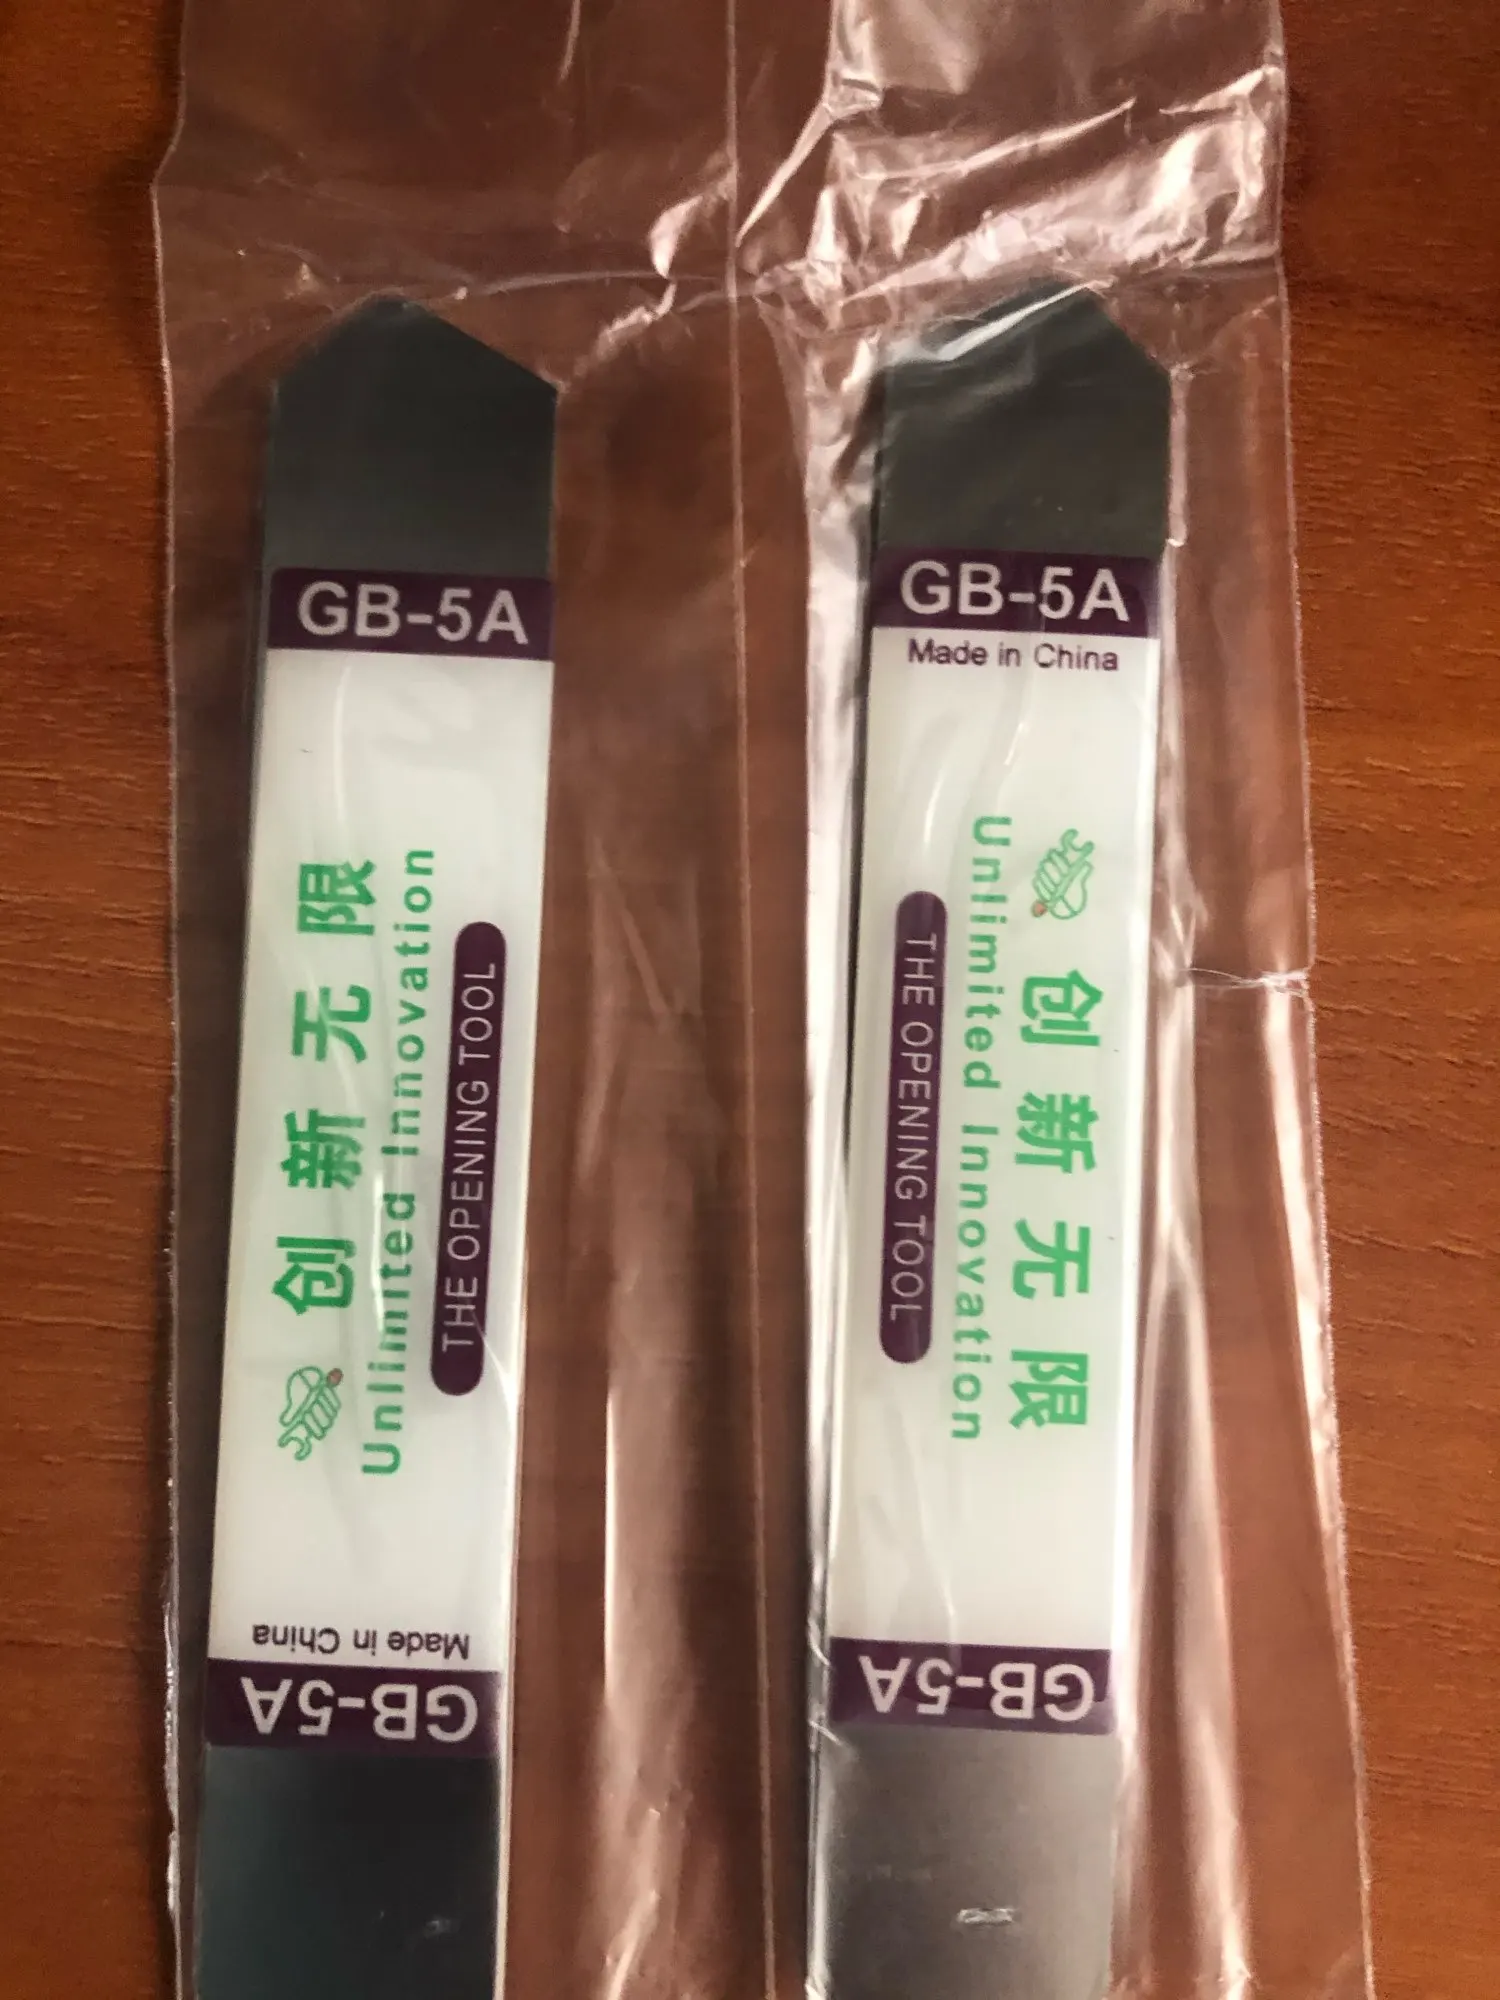 GB-5A
创新无限
Unlimited Innovation
THE OPENING TOOL
Made in China
GB-5A
GB-5A
Made in China
创新无限
Unlimited Innovation
THE OPENING TOOL
GB-5A